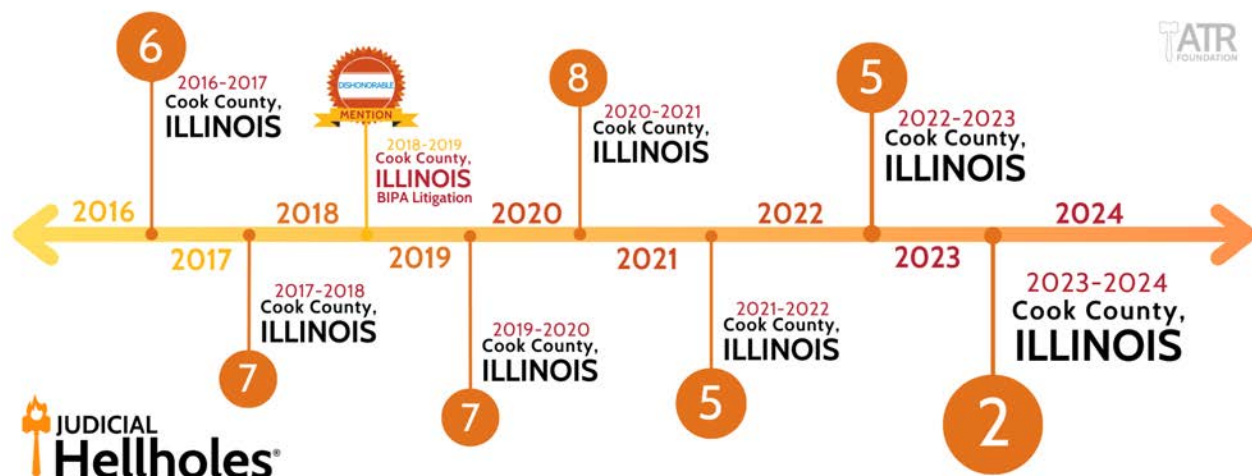 6
2016-2017
Cook County,
ILLINOIS
DISHONORABLE
MENTION
2018-2019
Cook County,
ILLINOIS
BIPA Litigation
8
2020-2021
Cook County,
ILLINOIS
5
2022-2023
Cook County,
ILLINOIS
ATR
FOUNDATION
2016
2018
2020
2022
2024
2017
2019
2021
2023
2017-2018
Cook County,
ILLINOIS
7
2019-2020
Cook County,
ILLINOIS
7
2021-2022
Cook County,
ILLINOIS
5
2023-2024
Cook County,
ILLINOIS
2
JUDICIAL
Hellholes®